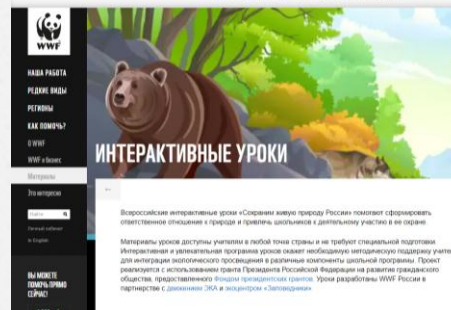 WWF
НАША РАБОТА
РЕДКИЕ ВИДЫ
РЕГИОНЫ
КАК ПОМОЧЬ?
О WWF
WWF и бизнес
Материалы
Это интересно
Найти
Личный кабинет
In English
ВЫ МОЖЕТЕ
ПОМОЧЬ ПРЯМО
СЕЙЧАС!
ИНТЕРАКТИВНЫЕ УРОКИ
←
Всероссийские интерактивные уроки «Сохраним живую природу России» помогают сформировать
ответственное отношение к природе и привлечь школьников к деятельному участию в ее охране.
Материалы уроков доступны учителям в любой точке страны и не требуют специальной подготовки.
Интерактивная и увлекательная программа уроков окажет необходимую методическую поддержку учите
для интеграции экологического просвещения в различные компоненты школьной программы. Проект
реализуется с использованием гранта Президента Российской Федерации на развитие гражданского
общества, предоставленного Фондом президентских грантов. Уроки разработаны WWF России в
партнерстве с движением ЭКА и экоцентром «Заповедники»